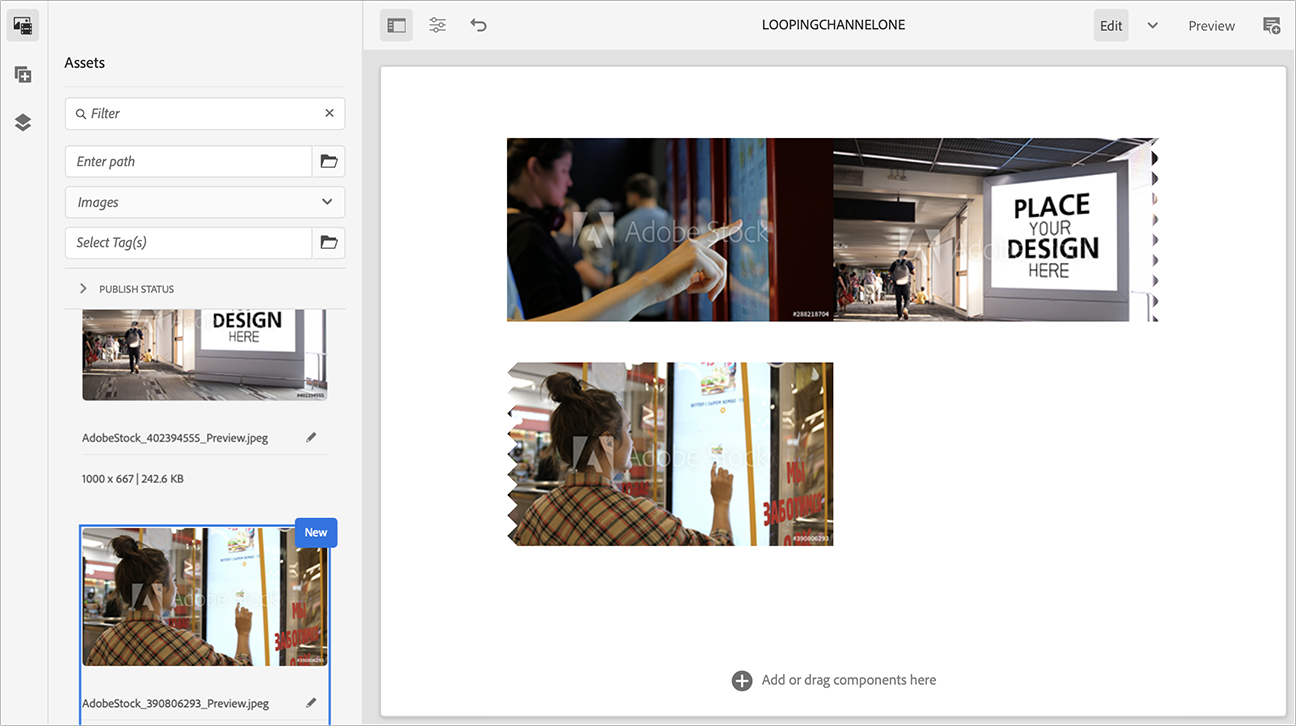 LOOPINGCHANNELONE
Edit
Preview
Assets
Filter
Enter path
Images
Select Tag(s)
PUBLISH STATUS
DESIGN
HERE
#402394555
AdobeStock_402394555_Preview.jpeg
1000 x 667 | 242.6 KB
New
Adobe Stock
МЫ
ЗАБОТИМСЯ
#390806293
AdobeStock_390806293_Preview.jpeg
Adobe Stock
#288218704
PLACE
YOUR
DESIGN
HERE
Adobe Stock
МЫ
ЗАБОТИМСЯ
#390806293
Add or drag components here